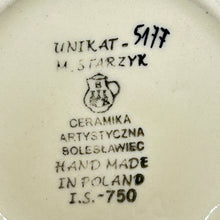 UNIKAT - 5177
M. STARZYK
CERAMIKA
ARTYSTYCZNA
BOLESŁAWIEC
HAND MADE
IN POLAND
I.S.-750